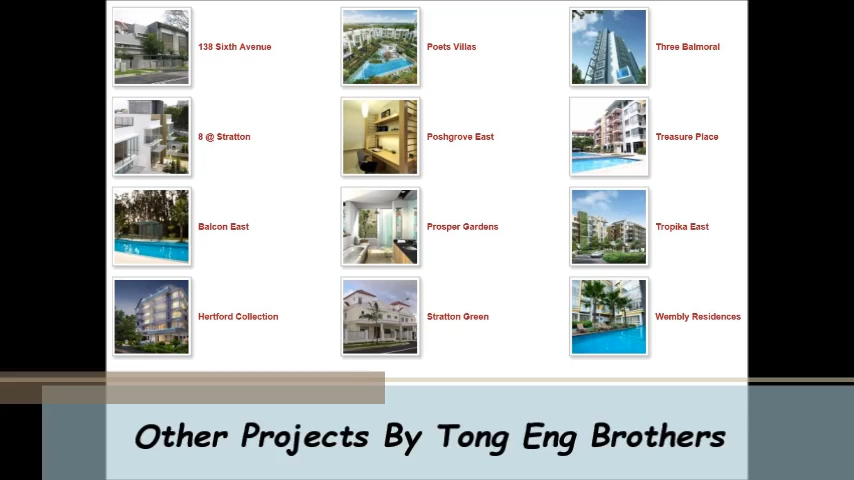 138 Sixth Avenue
Poets Villas
Three Balmoral
8 @ Stratton
Poshgrove East
Treasure Place
Balcon East
Prosper Gardens
Tropika East
Hertford Collection
Stratton Green
Wembly Residences
Other Projects By Tong Eng Brothers